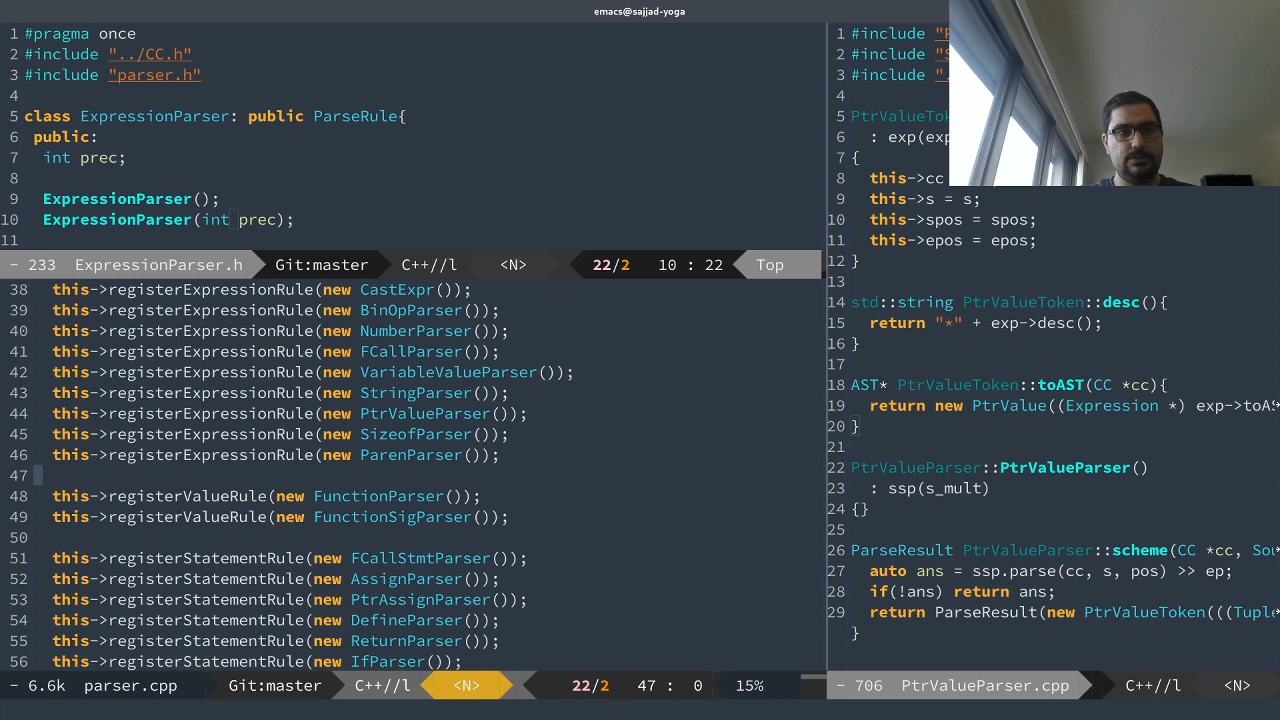 emacs@sajjad-yoga
1 #pragma once
2 #include "../CC.h"
3 #include "parser.h"
4
5 class ExpressionParser: public ParseRule{
6 public:
7 int prec;
8
9 ExpressionParser();
10 ExpressionParser(int prec);
11
- 233 ExpressionParser.h Git:master C++//l <N> 22/2 10 : 22 Top
38 this->registerExpressionRule(new CastExpr());
39 this->registerExpressionRule(new BinOpParser());
40 this->registerExpressionRule(new NumberParser());
41 this->registerExpressionRule(new FCallParser());
42 this->registerExpressionRule(new VariableValueParser());
43 this->registerExpressionRule(new StringParser());
44 this->registerExpressionRule(new PtrValueParser());
45 this->registerExpressionRule(new SizeofParser());
46 this->registerExpressionRule(new ParenParser());
47
48 this->registerValueRule(new FunctionParser());
49 this->registerValueRule(new FunctionSigParser());
50
51 this->registerStatementRule(new FCallStmtParser());
52 this->registerStatementRule(new AssignParser());
53 this->registerStatementRule(new PtrAssignParser());
54 this->registerStatementRule(new DefineParser());
55 this->registerStatementRule(new ReturnParser());
56 this->registerStatementRule(new IfParser());
- 6.6k parser.cpp Git:master C++//l <N> 22/2 47 : 0 15%
1 #include
2 #include
3 #include
4
5 PtrValueTo
6 : exp(
7 {
8 this->cc
9 this->s = s;
10 this->spos = spos;
11 this->epos = epos;
12 }
13
14 std::string PtrValueToken::desc(){
15 return "*" + exp->desc();
16 }
17
18 AST* PtrValueToken::toAST(CC *cc){
19 return new PtrValue((Expression *) exp->toAS
20 }
21
22 PtrValueParser::PtrValueParser()
23 : ssp(s_mult)
24 {}
25
26 ParseResult PtrValueParser::scheme(CC *cc, Sou
27 auto ans = ssp.parse(cc, s, pos) >> ep;
28 if(!ans) return ans;
29 return ParseResult(new PtrValueToken(((Tuple
}
- 706 PtrValueParser.cpp C++//l <N>